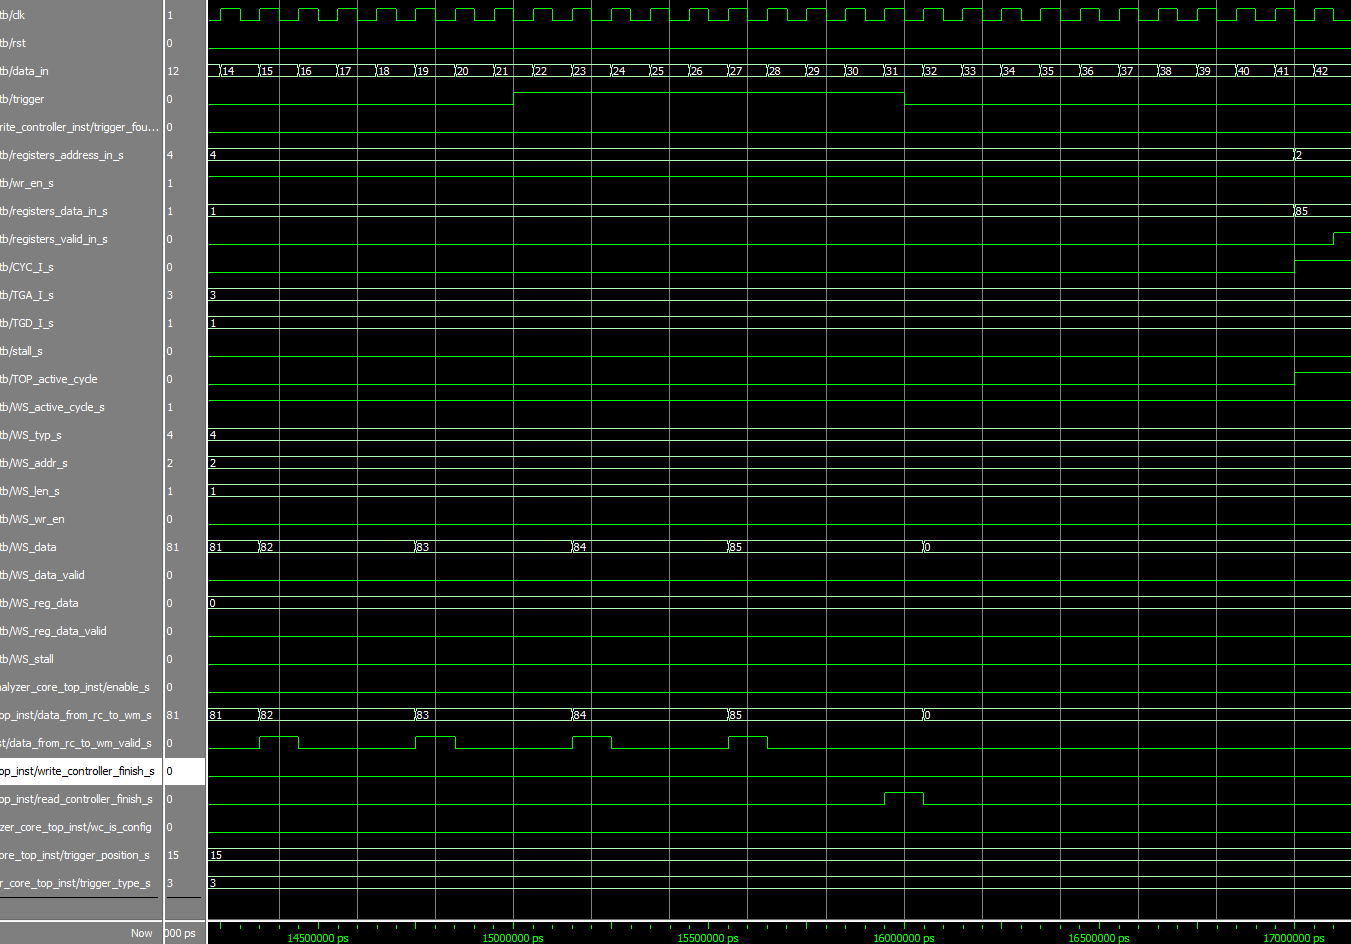 tb/clk 1
tb/rst 0
tb/data_in 12 14 15 16 17 18 19 20 21 22 23 24 25 26 27 28 29 30 31 32 33 34 35 36 37 38 39 40 41 42
tb/trigger 0
rite_controller_inst/trigger_fou... 0
tb/registers_address_in_s 4 4 2
tb/wr_en_s 1
tb/registers_data_in_s 1 1 85
tb/registers_valid_in_s 0
tb/CYC_I_s 0
tb/TGA_I_s 3 3
tb/TGD_I_s 1 1
tb/stall_s 0
tb/TOP_active_cycle 0
tb/WS_active_cycle_s 1
tb/WS_typ_s 4 4
tb/WS_addr_s 2 2
tb/WS_len_s 1 1
tb/WS_wr_en 0
tb/WS_data 81 81 82 83 84 85 0
tb/WS_data_valid 0
tb/WS_reg_data 0 0
tb/WS_reg_data_valid 0
tb/WS_stall 0
alyzer_core_top_inst/enable_s 0
op_inst/data_from_rc_to_wm_s 81 81 82 83 84 85 0
st/data_from_rc_to_wm_valid_s 0
op_inst/write_controller_finish_s 0
op_inst/read_controller_finish_s 0
zer_core_top_inst/wc_is_config 0
ore_top_inst/trigger_position_s 15 15
r_core_top_inst/trigger_type_s 3 3
Now 000 ps 14500000 ps 15000000 ps 15500000 ps 16000000 ps 16500000 ps 17000000 ps